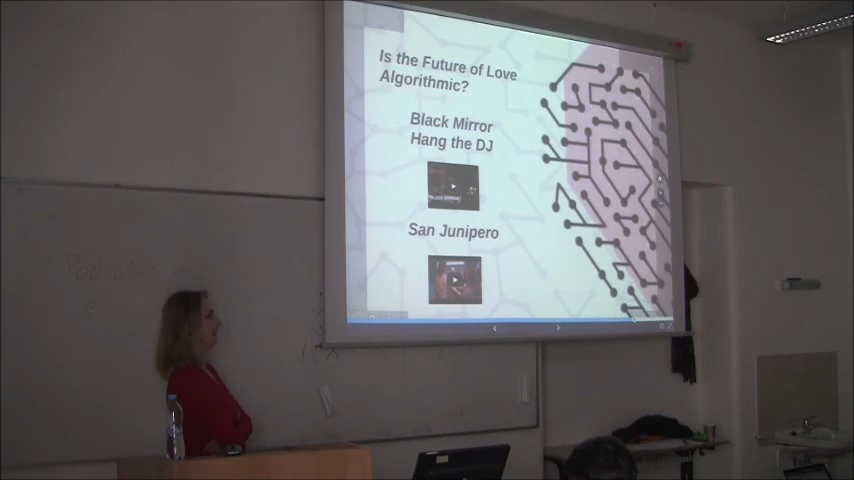 Is the Future of Love
Algorithmic?
Black Mirror
Hang the DJ
San Junipero